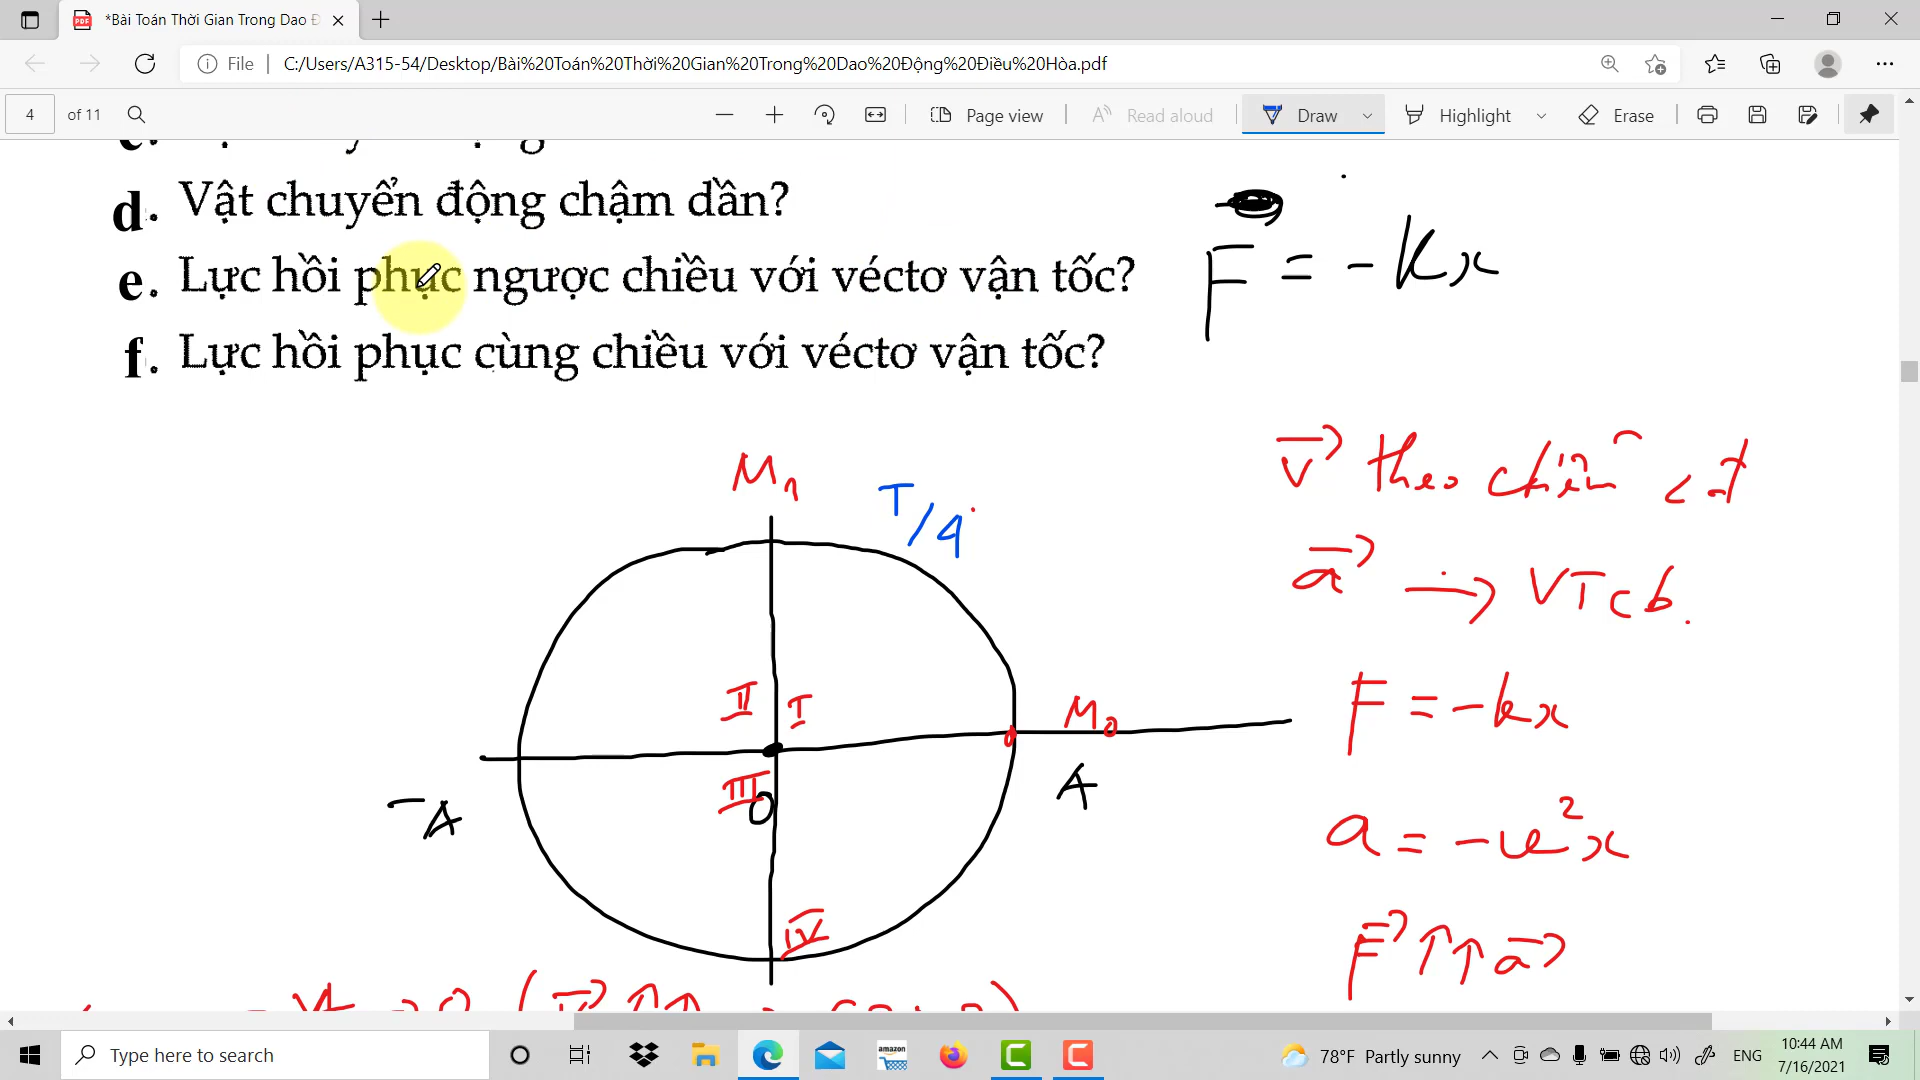 *Bài Toán Thời Gian Trong Dao Đ
File
C:/Users/A315-54/Desktop/Bài%20Toán%20Thời%20Gian%20Trong%20Dao%20Động%20Điều%20Hòa.pdf
4 of 11
Page view
Read aloud
Draw
Highlight
Erase
d. Vật chuyển động chậm dần?
e. Lực hồi phục ngược chiều với véctơ vận tốc?
f. Lực hồi phục cùng chiều với véctơ vận tốc?
F = -kx
M1
T/4
v theo chiều cđ
a → VTCb.
II I
M0
F = -kx
III
O
-A
A
a = -ω²x
IV
F ↑↑ a
Type here to search
amazon
78°F Partly sunny
ENG
10:44 AM
7/16/2021